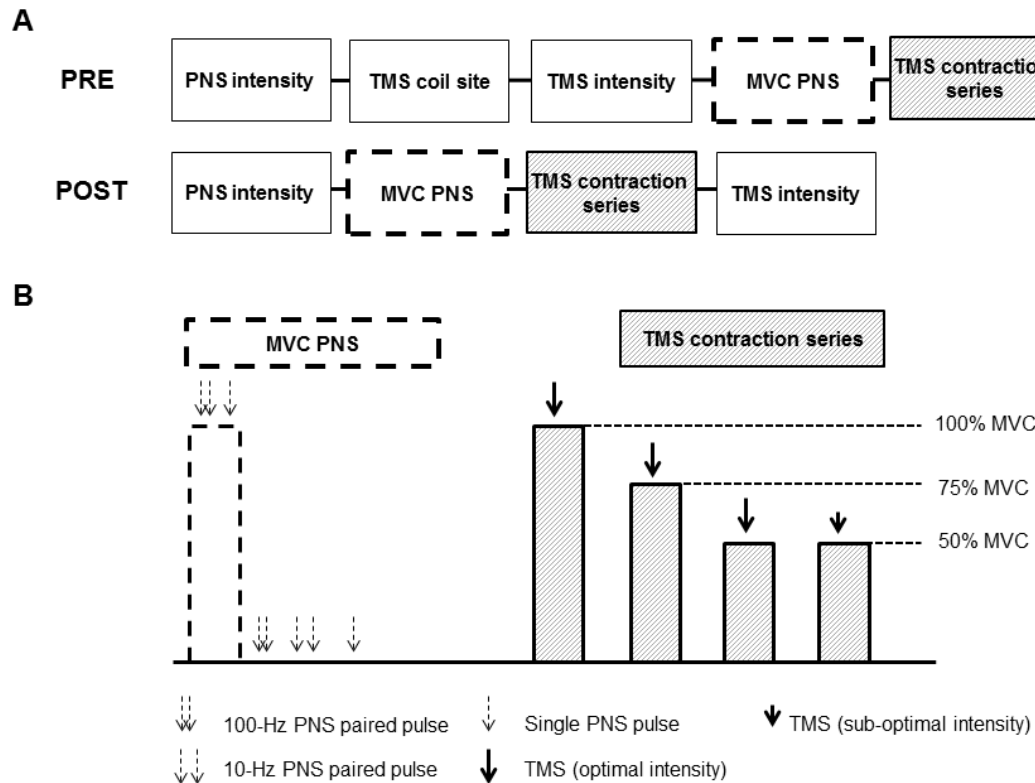 A
PRE
PNS intensity
TMS coil site
TMS intensity
MVC PNS
TMS contractio
series
POST
PNS intensity
MVC PNS
TMS contraction
series
TMS intensity
B
MVC PNS
TMS contraction series
100% MVC
75% MVC
50% MVC
100-Hz PNS paired pulse
Single PNS pulse
TMS (sub-optimal intensity)
10-Hz PNS paired pulse
TMS (optimal intensity)